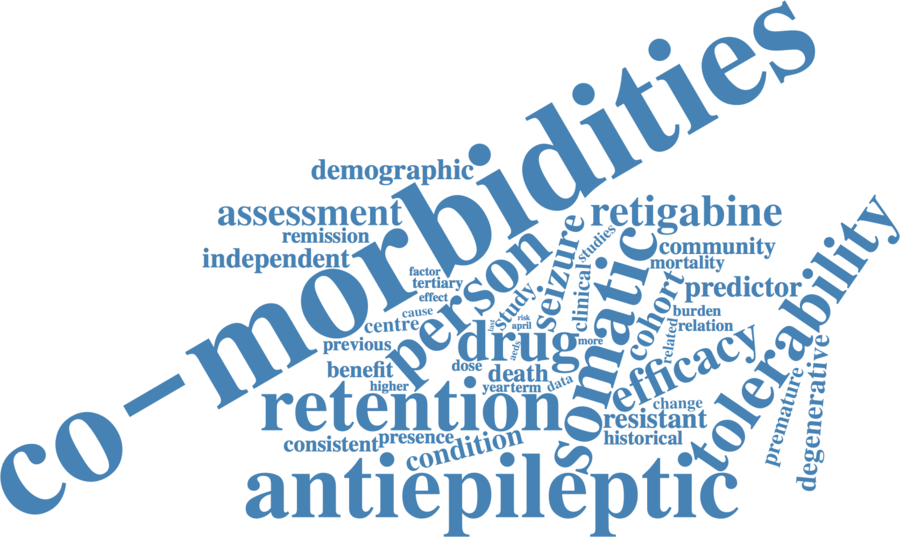 co-morbidities
demographic
assessment
retigabine
remission
independent
person
seizure
studies
somatic
community
mortality
tolerability
factor
tertiary
effect
clinical
cohort
predictor
study
cause
centre
risk
april
last
burden
relation
related
previous
drug
aeds
more
benefit
dose
death
efficacy
higher
yearterm
data
premature
degenerative
retention
change
resistant
historical
consistent
presence
condition
antiepileptic